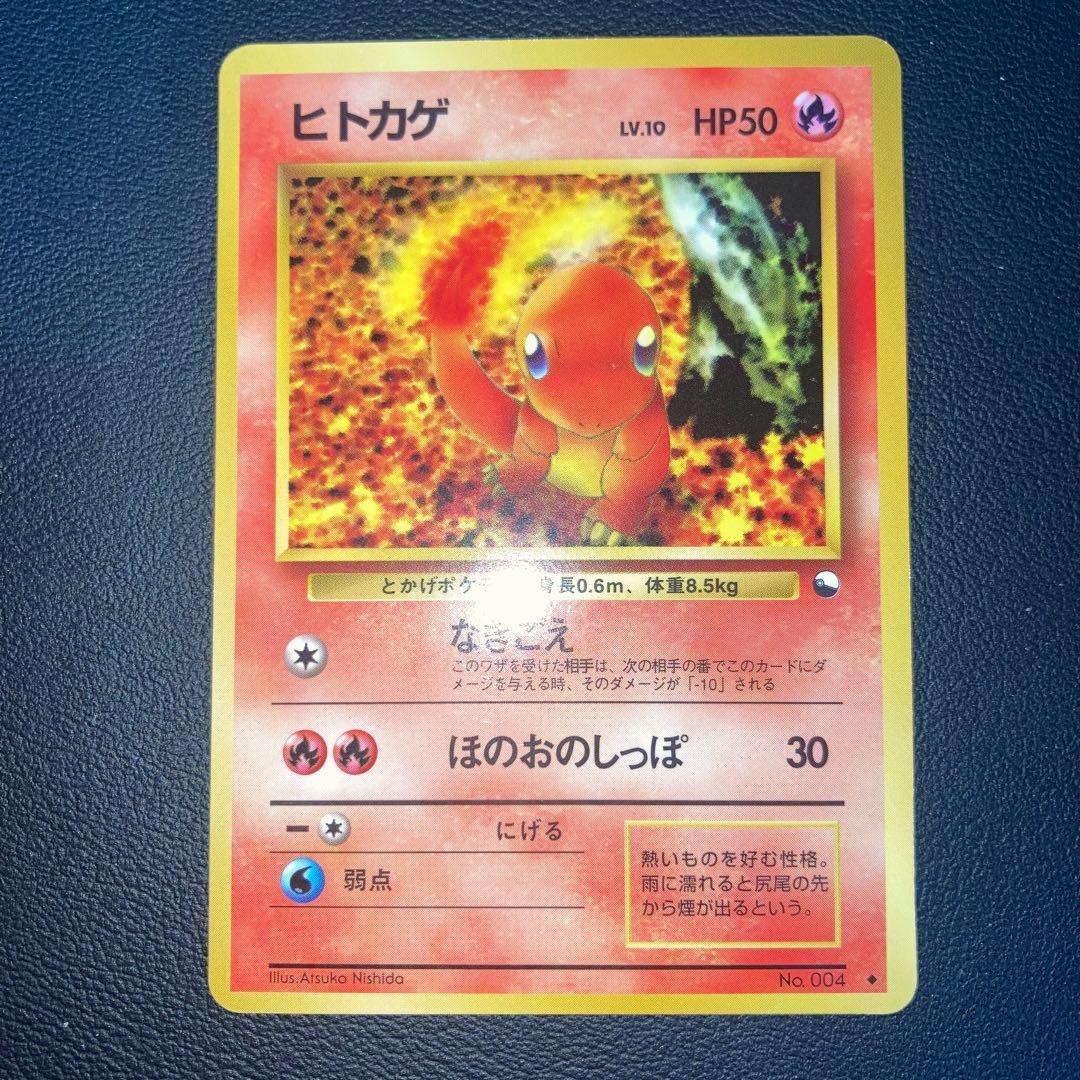 ヒトカゲ LV.10 HP50
とかげポケ 身長0.6m、体重8.5kg
なきごえ
このワザを受けた相手は、次の相手の番でこのカードにダ
メージを与える時、そのダメージが「-10」される
ほのおのしっぽ 30
にげる
弱点
熱いものを好む性格。
雨に濡れると尻尾の先
から煙が出るという。
Illus.Atsuko Nishida No. 004